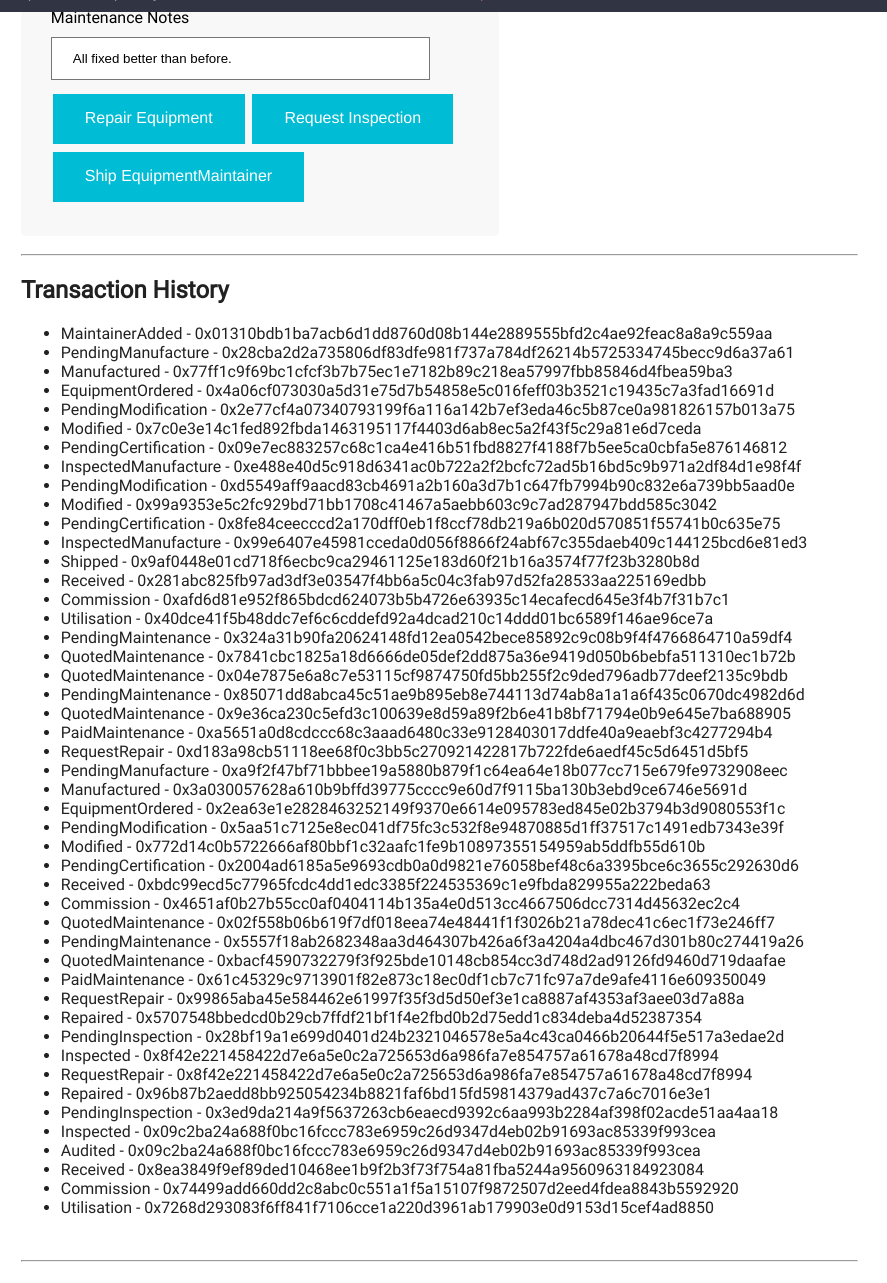 Maintenance Notes
All fixed better than before.
Repair Equipment Request Inspection
Ship EquipmentMaintainer
Transaction History
MaintainerAdded - 0x01310bdb1ba7acb6d1dd8760d08b144e2889555bfd2c4ae92feac8a8a9c559aa
PendingManufacture - 0x28cba2d2a735806df83dfe981f737a784df26214b5725334745becc9d6a37a61
Manufactured - 0x77ff1c9f69bc1cfcf3b7b75ec1e7182b89c218ea57997fbb85846d4fbea59ba3
EquipmentOrdered - 0x4a06cf073030a5d31e75d7b54858e5c016feff03b3521c19435c7a3fad16691d
PendingModification - 0x2e77cf4a07340793199f6a116a142b7ef3eda46c5b87ce0a981826157b013a75
Modified - 0x7c0e3e14c1fed892fbda1463195117f4403d6ab8ec5a2f43f5c29a81e6d7ceda
PendingCertification - 0x09e7ec883257c68c1ca4e416b51fbd8827f4188f7b5ee5ca0cbfa5e876146812
InspectedManufacture - 0xe488e40d5c918d6341ac0b722a2f2bcfc72ad5b16bd5c9b971a2df84d1e98f4f
PendingModification - 0xd5549aff9aacd83cb4691a2b160a3d7b1c647fb7994b90c832e6a739bb5aad0e
Modified - 0x99a9353e5c2fc929bd71bb1708c41467a5aebb603c9c7ad287947bdd585c3042
PendingCertification - 0x8fe84ceecccd2a170dff0eb1f8ccf78db219a6b020d570851f55741b0c635e75
InspectedManufacture - 0x99e6407e45981cceda0d056f8866f24abf67c355daeb409c144125bcd6e81ed3
Shipped - 0x9af0448e01cd718f6ecbc9ca29461125e183d60f21b16a3574f77f23b3280b8d
Received - 0x281abc825fb97ad3df3e03547f4bb6a5c04c3fab97d52fa28533aa225169edbb
Commission - 0xafd6d81e952f865bdcd624073b5b4726e63935c14ecafecd645e3f4b7f31b7c1
Utilisation - 0x40dce41f5b48ddc7ef6c6cddefd92a4dcad210c14ddd01bc6589f146ae96ce7a
PendingMaintenance - 0x324a31b90fa20624148fd12ea0542bece85892c9c08b9f4f4766864710a59df4
QuotedMaintenance - 0x7841cbc1825a18d6666de05def2dd875a36e9419d050b6bebfa511310ec1b72b
QuotedMaintenance - 0x04e7875e6a8c7e53115cf9874750fd5bb255f2c9ded796adb77deef2135c9bdb
PendingMaintenance - 0x85071dd8abca45c51ae9b895eb8e744113d74ab8a1a1a6f435c0670dc4982d6d
QuotedMaintenance - 0x9e36ca230c5efd3c100639e8d59a89f2b6e41b8bf71794e0b9e645e7ba688905
PaidMaintenance - 0xa5651a0d8cdccc68c3aaad6480c33e9128403017ddfe40a9eaebf3c4277294b4
RequestRepair - 0xd183a98cb51118ee68f0c3bb5c270921422817b722fde6aedf45c5d6451d5bf5
PendingManufacture - 0xa9f2f47bf71bbbee19a5880b879f1c64ea64e18b077cc715e679fe9732908eec
Manufactured - 0x3a030057628a610b9bffd39775cccc9e60d7f9115ba130b3ebd9ce6746e5691d
EquipmentOrdered - 0x2ea63e1e2828463252149f9370e6614e095783ed845e02b3794b3d9080553f1c
PendingModification - 0x5aa51c7125e8ec041df75fc3c532f8e94870885d1ff37517c1491edb7343e39f
Modified - 0x772d14c0b5722666af80bbf1c32aafc1fe9b10897355154959ab5ddfb55d610b
PendingCertification - 0x2004ad6185a5e9693cdb0a0d9821e76058bef48c6a3395bce6c3655c292630d6
Received - 0xbdc99ecd5c77965fcdc4dd1edc3385f224535369c1e9fbda829955a222beda63
Commission - 0x4651af0b27b55cc0af0404114b135a4e0d513cc4667506dcc7314d45632ec2c4
QuotedMaintenance - 0x02f558b06b619f7df018eea74e48441f1f3026b21a78dec41c6ec1f73e246ff7
PendingMaintenance - 0x5557f18ab2682348aa3d464307b426a6f3a4204a4dbc467d301b80c274419a26
QuotedMaintenance - 0xbacf4590732279f3f925bde10148cb854cc3d748d2ad9126fd9460d719daafae
PaidMaintenance - 0x61c45329c9713901f82e873c18ec0df1cb7c71fc97a7de9afe4116e609350049
RequestRepair - 0x99865aba45e584462e61997f35f3d5d50ef3e1ca8887af4353af3aee03d7a88a
Repaired - 0x5707548bbedcd0b29cb7ffdf21bf1f4e2fbd0b2d75edd1c834deba4d52387354
PendingInspection - 0x28bf19a1e699d0401d24b2321046578e5a4c43ca0466b20644f5e517a3edae2d
Inspected - 0x8f42e221458422d7e6a5e0c2a725653d6a986fa7e854757a61678a48cd7f8994
RequestRepair - 0x8f42e221458422d7e6a5e0c2a725653d6a986fa7e854757a61678a48cd7f8994
Repaired - 0x96b87b2aedd8bb925054234b8821faf6bd15fd59814379ad437c7a6c7016e3e1
PendingInspection - 0x3ed9da214a9f5637263cb6eaecd9392c6aa993b2284af398f02acde51aa4aa18
Inspected - 0x09c2ba24a688f0bc16fccc783e6959c26d9347d4eb02b91693ac85339f993cea
Audited - 0x09c2ba24a688f0bc16fccc783e6959c26d9347d4eb02b91693ac85339f993cea
Received - 0x8ea3849f9ef89ded10468ee1b9f2b3f73f754a81fba5244a9560963184923084
Commission - 0x74499add660dd2c8abc0c551a1f5a15107f9872507d2eed4fdea8843b5592920
Utilisation - 0x7268d293083f6ff841f7106cce1a220d3961ab179903e0d9153d15cef4ad8850